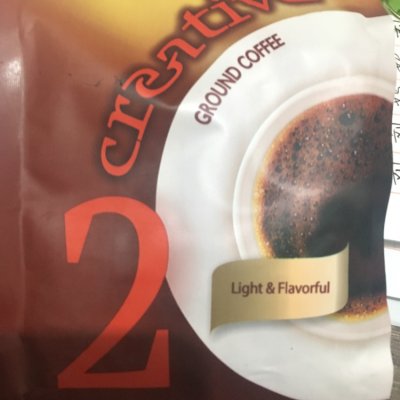 creative
GROUND COFFEE
2
Light & Flavorful